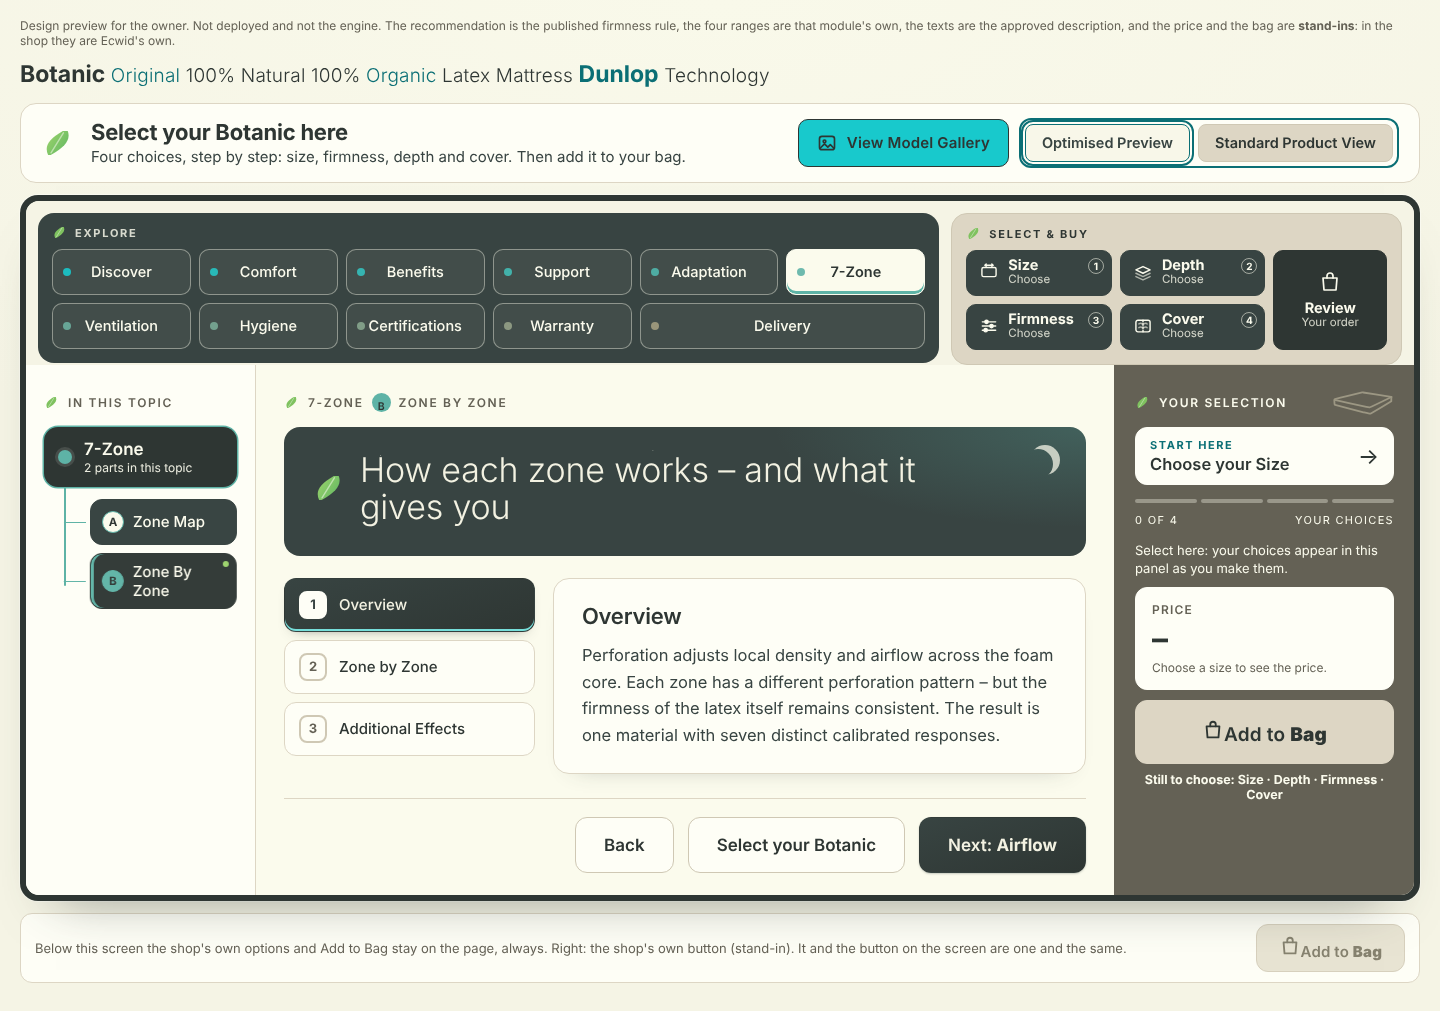 Design preview for the owner. Not deployed and not the engine. The recommendation is the published firmness rule, the four ranges are that module's own, the texts are the approved description, and the price and the bag are stand-ins: in the
shop they are Ecwid's own.
Botanic Original 100% Natural 100% Organic Latex Mattress Dunlop Technology
Select your Botanic here
Four choices, step by step: size, firmness, depth and cover. Then add it to your bag.
View Model Gallery
Optimised Preview
Standard Product View
EXPLORE
Discover
Comfort
Benefits
Support
Adaptation
7-Zone
Ventilation
Hygiene
Certifications
Warranty
Delivery
SELECT & BUY
Size
Choose
1
Depth
Choose
2
Firmness
Choose
3
Cover
Choose
4
Review
Your order
IN THIS TOPIC
7-Zone
2 parts in this topic
A Zone Map
B Zone By
Zone
7-ZONE B ZONE BY ZONE
How each zone works – and what it
gives you
1 Overview
2 Zone by Zone
3 Additional Effects
Overview
Perforation adjusts local density and airflow across the foam
core. Each zone has a different perforation pattern – but the
firmness of the latex itself remains consistent. The result is
one material with seven distinct calibrated responses.
Back
Select your Botanic
Next: Airflow
YOUR SELECTION
START HERE
Choose your Size
0 OF 4
YOUR CHOICES
Select here: your choices appear in this
panel as you make them.
PRICE
–
Choose a size to see the price.
Add to Bag
Still to choose: Size · Depth · Firmness ·
Cover
Below this screen the shop's own options and Add to Bag stay on the page, always. Right: the shop's own button (stand-in). It and the button on the screen are one and the same.
Add to Bag